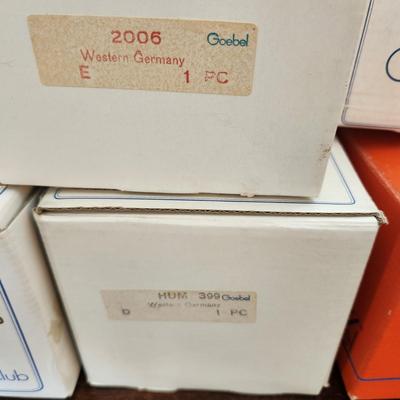 2006 Goebel
Western Germany
E 1 PC
HUM 399 Goebel
Western Germany
D 1 PC
lub